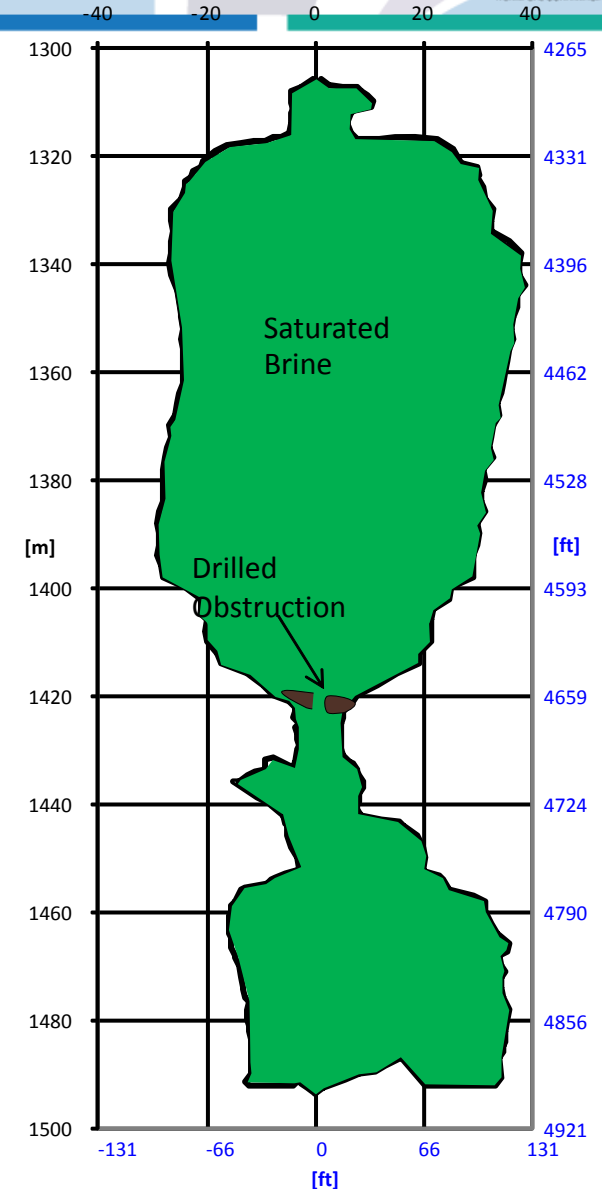 -40 -20 0 20 40
1300 4265
1320 4331
1340 4396
Saturated
Brine
1360 4462
1380 4528
[m] [ft]
Drilled
1400 4593
Obstruction
1420 4659
1440 4724
1460 4790
1480 4856
1500 4921
-131 -66 0 66 131
[ft]